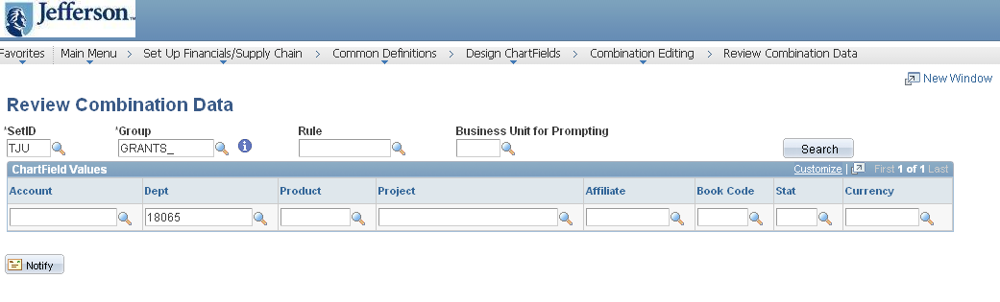 Jefferson™
Favorites Main Menu > Set Up Financials/Supply Chain > Common Definitions > Design ChartFields > Combination Editing > Review Combination Data
New Window
Review Combination Data
*SetID *Group Rule Business Unit for Prompting
TJU GRANTS_ Search
ChartField Values Customize | First 1 of 1 Last
Account Dept Product Project Affiliate Book Code Stat Currency
18065
Notify